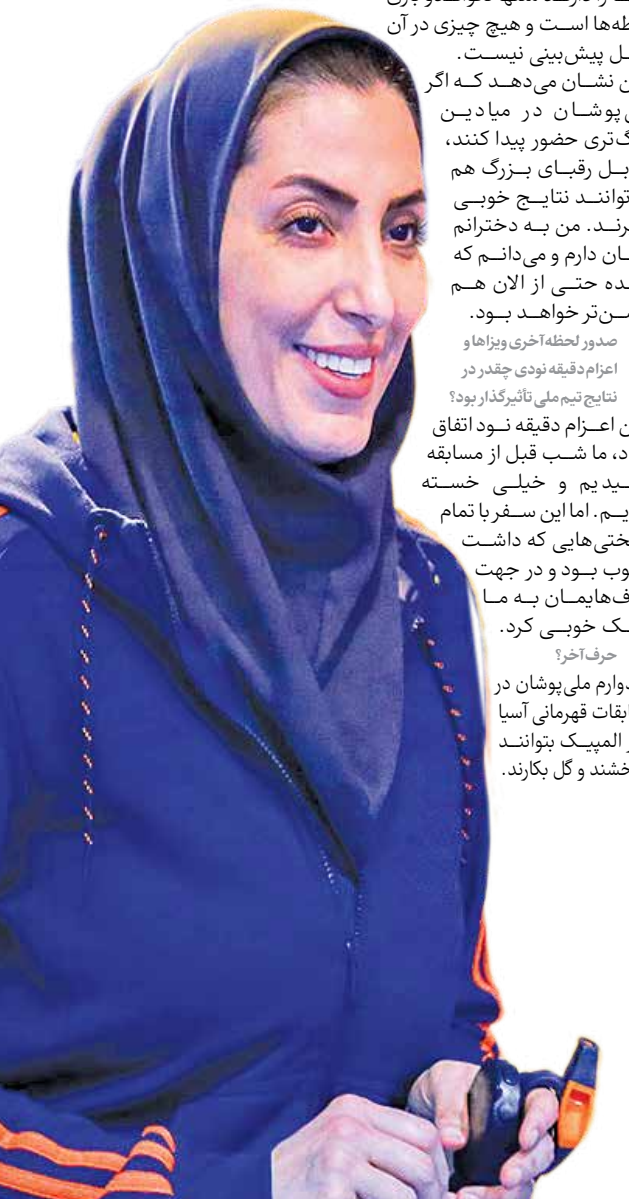 ظه‌ها است و هیچ چیزی در آن
ل پیش‌بینی نیست.
ن نشان می‌دهد که اگر
ی‌پوشان در میادین
گ‌تری حضور پیدا کنند،
بل رقبای بزرگ هم
توانند نتایج خوبی
رند. من به دخترانم
ان دارم و می‌دانم که
ده حتی از الان هم
ن‌تر خواهد بود.
صدور لحظه‌آخری ویزاها و
اعزام دقیقه نودی چقدر در
نتایج تیم ملی تأثیرگذار بود؟
ن اعزام دقیقه نود اتفاق
د، ما شب قبل از مسابقه
یدیم و خیلی خسته
یم. اما این سفر با تمام
ختی‌هایی که داشت
وب بود و در جهت
ف‌هایمان به ما
ک خوبی کرد.
حرف آخر؟
دوارم ملی‌پوشان در
ابقات قهرمانی آسیا
ر المپیک بتوانند
خشند و گل بکارند.